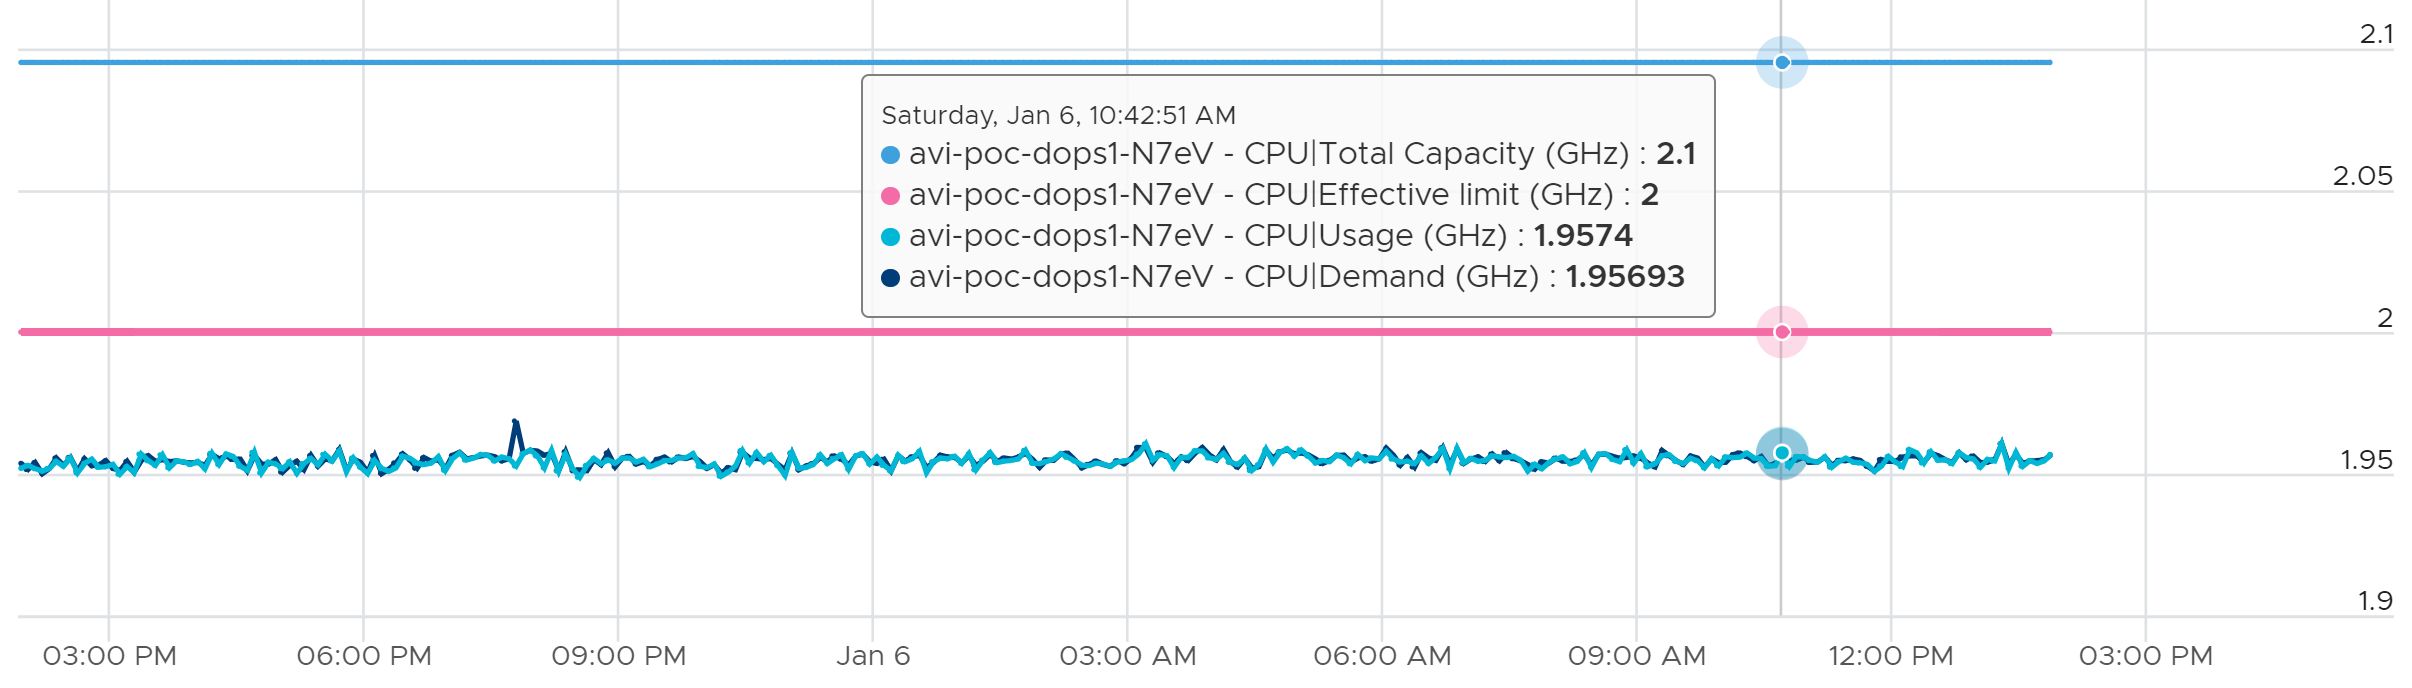 2.1
Saturday, Jan 6, 10:42:51 AM
avi-poc-dops1-N7eV - CPU|Total Capacity (GHz) : 2.1
avi-poc-dops1-N7eV - CPU|Effective limit (GHz) : 2
avi-poc-dops1-N7eV - CPU|Usage (GHz) : 1.9574
avi-poc-dops1-N7eV - CPU|Demand (GHz) : 1.95693
2.05
2
1.95
1.9
03:00 PM 06:00 PM 09:00 PM Jan 6 03:00 AM 06:00 AM 09:00 AM 12:00 PM 03:00 PM